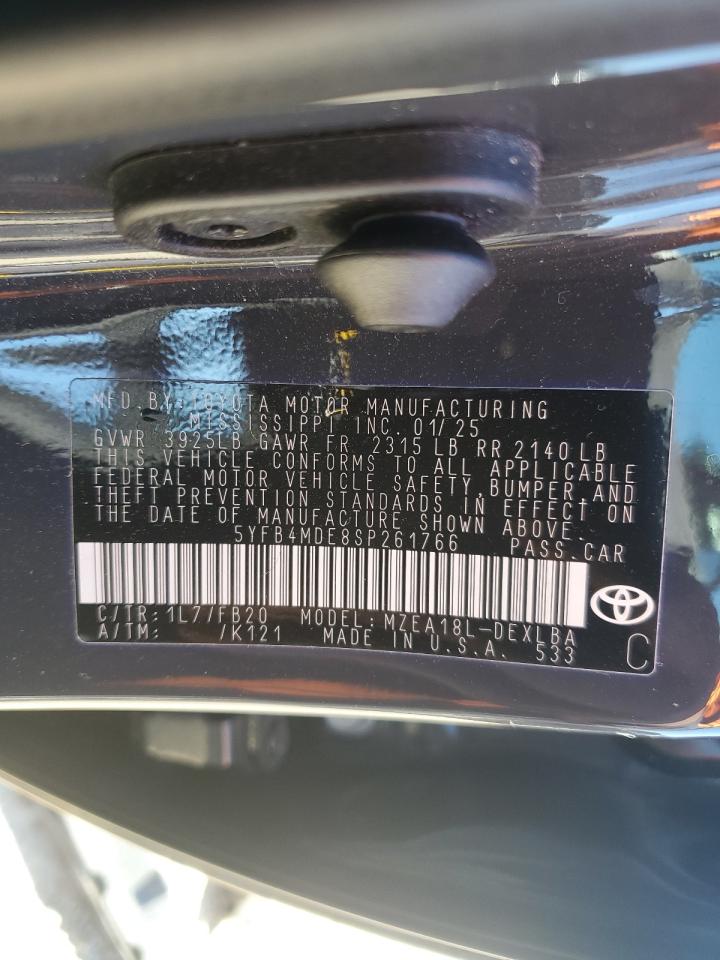 MFD.BY:TOYOTA MOTOR MANUFACTURING
MISSISSIPPI INC. 01/25
GVWR 3925LB GAWR FR 2315 LB RR 2140 LB
THIS VEHICLE CONFORMS TO ALL APPLICABLE
FEDERAL MOTOR VEHICLE SAFETY,BUMPER,AND
THEFT PREVENTION STANDARDS IN EFFECT ON
THE DATE OF MANUFACTURE SHOWN ABOVE.
5YFB4MDE8SP261766 PASS.CAR
C/TR: 1L7/FB20 MODEL: MZEA18L-DEXLBA
A/TM: /K121 MADE IN U.S.A. 533
C